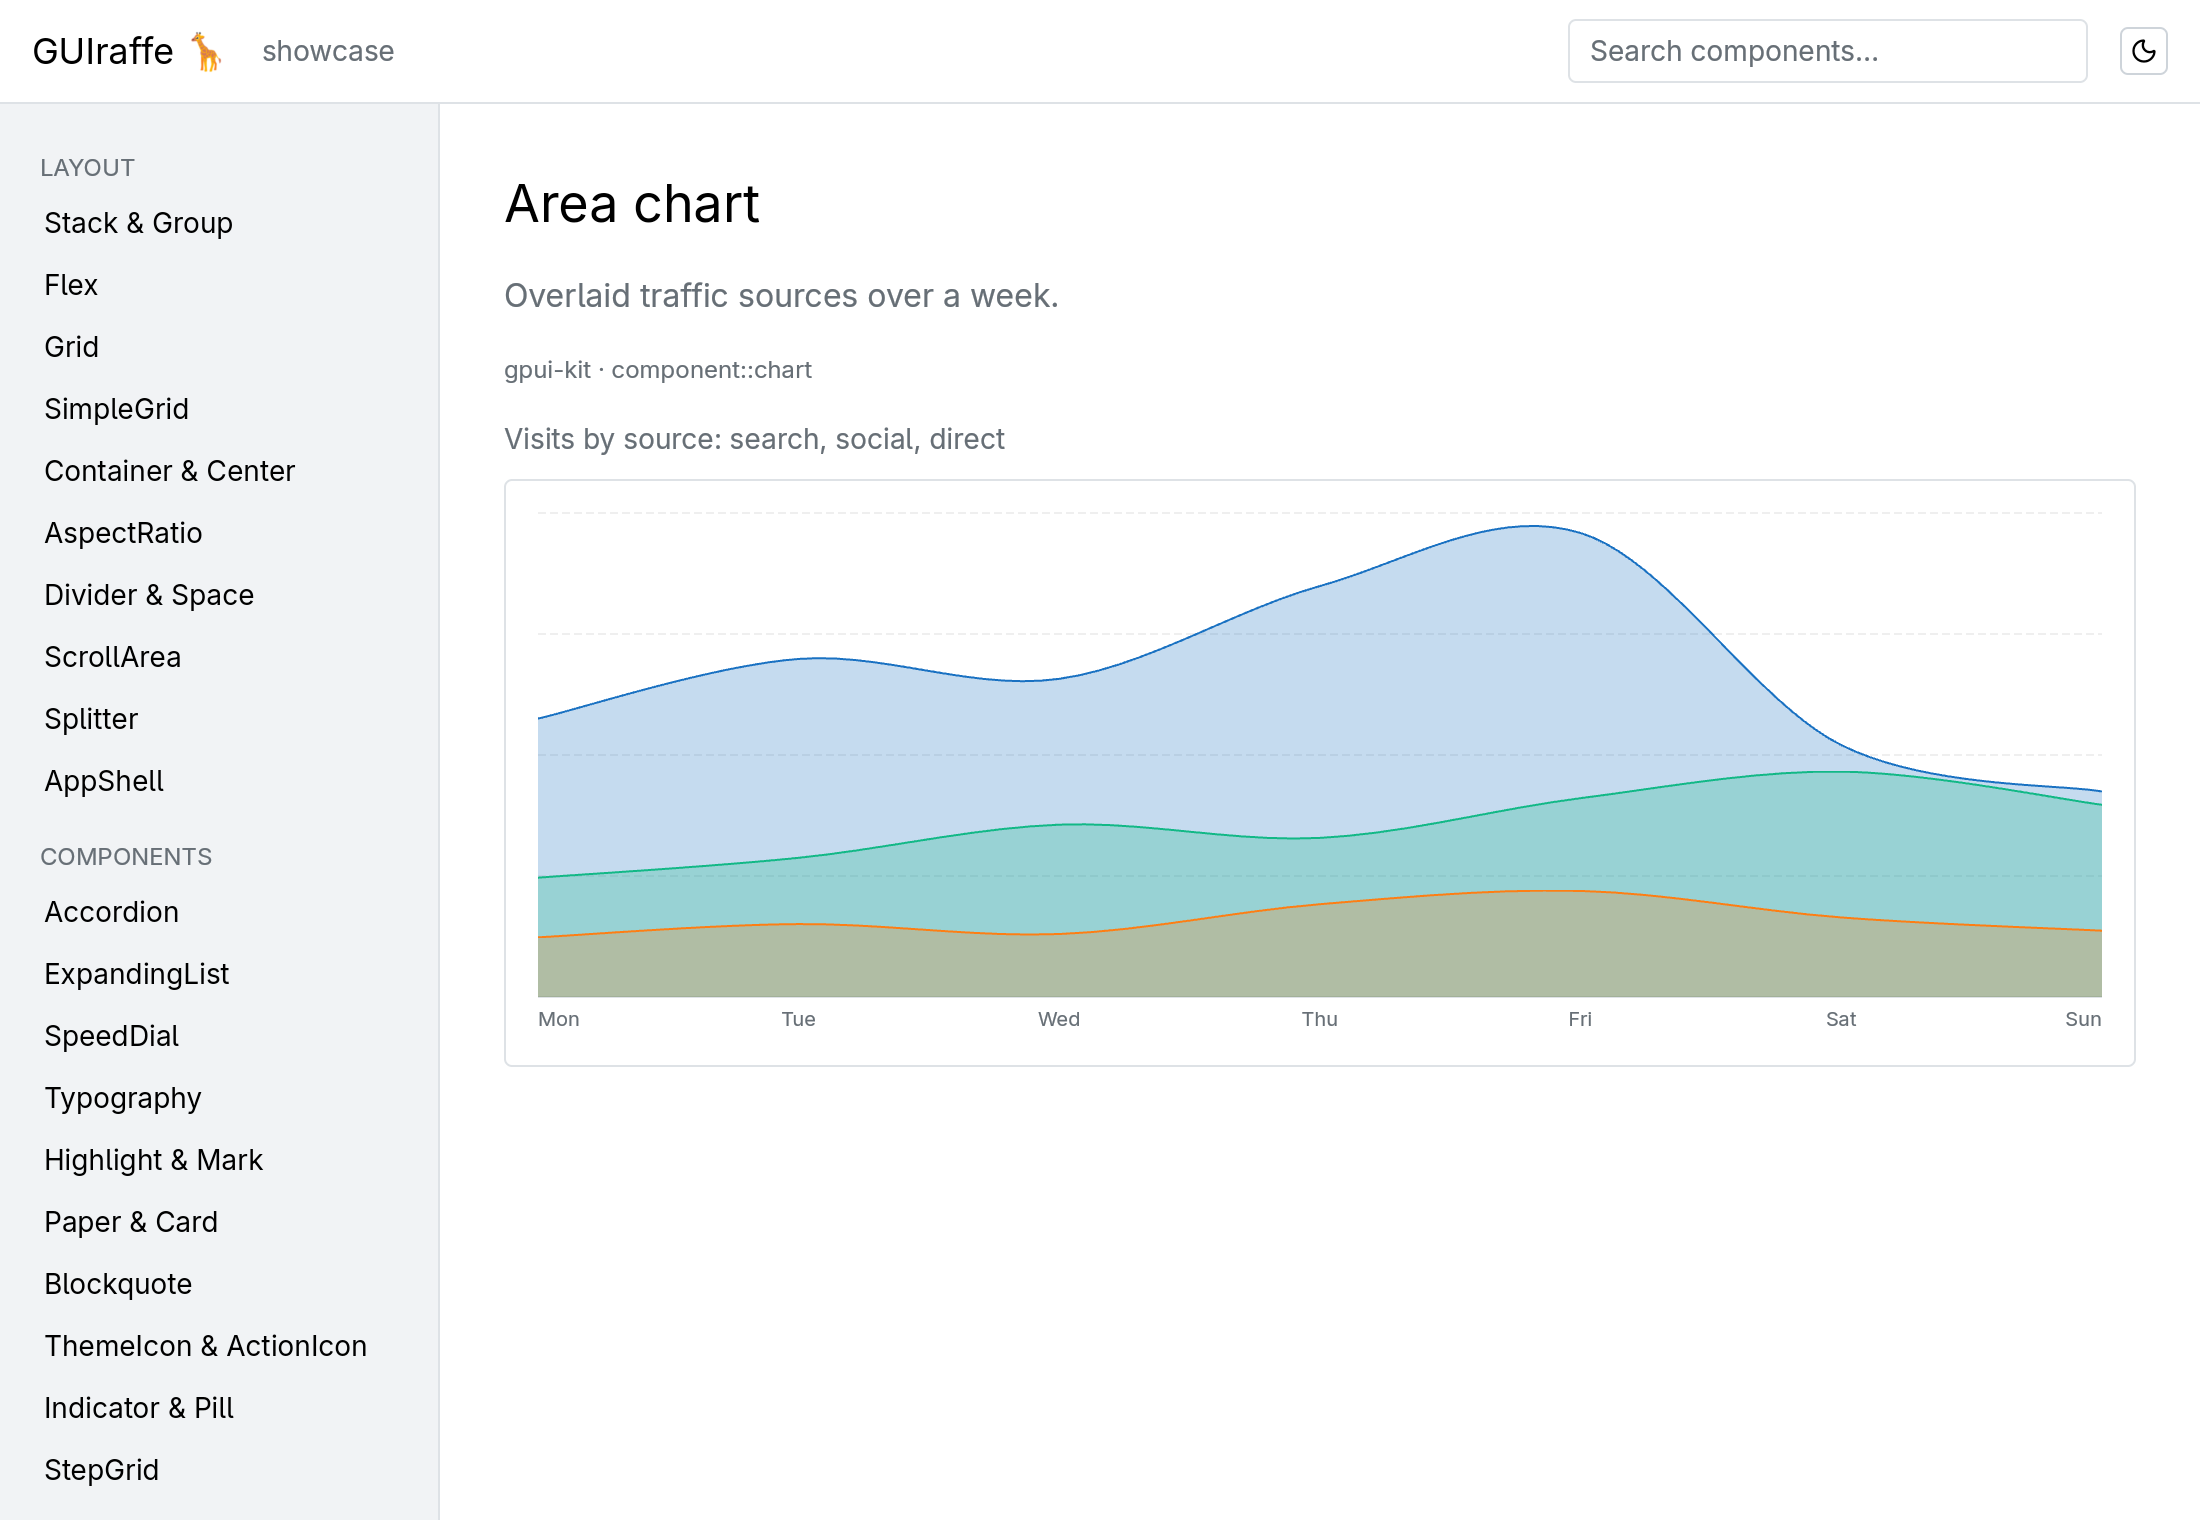 GUIraffe 🦒 showcase
Search components...
LAYOUT
Stack & Group
Flex
Grid
SimpleGrid
Container & Center
AspectRatio
Divider & Space
ScrollArea
Splitter
AppShell
COMPONENTS
Accordion
ExpandingList
SpeedDial
Typography
Highlight & Mark
Paper & Card
Blockquote
ThemeIcon & ActionIcon
Indicator & Pill
StepGrid
Area chart
Overlaid traffic sources over a week.
gpui-kit · component::chart
Visits by source: search, social, direct
Mon Tue Wed Thu Fri Sat Sun